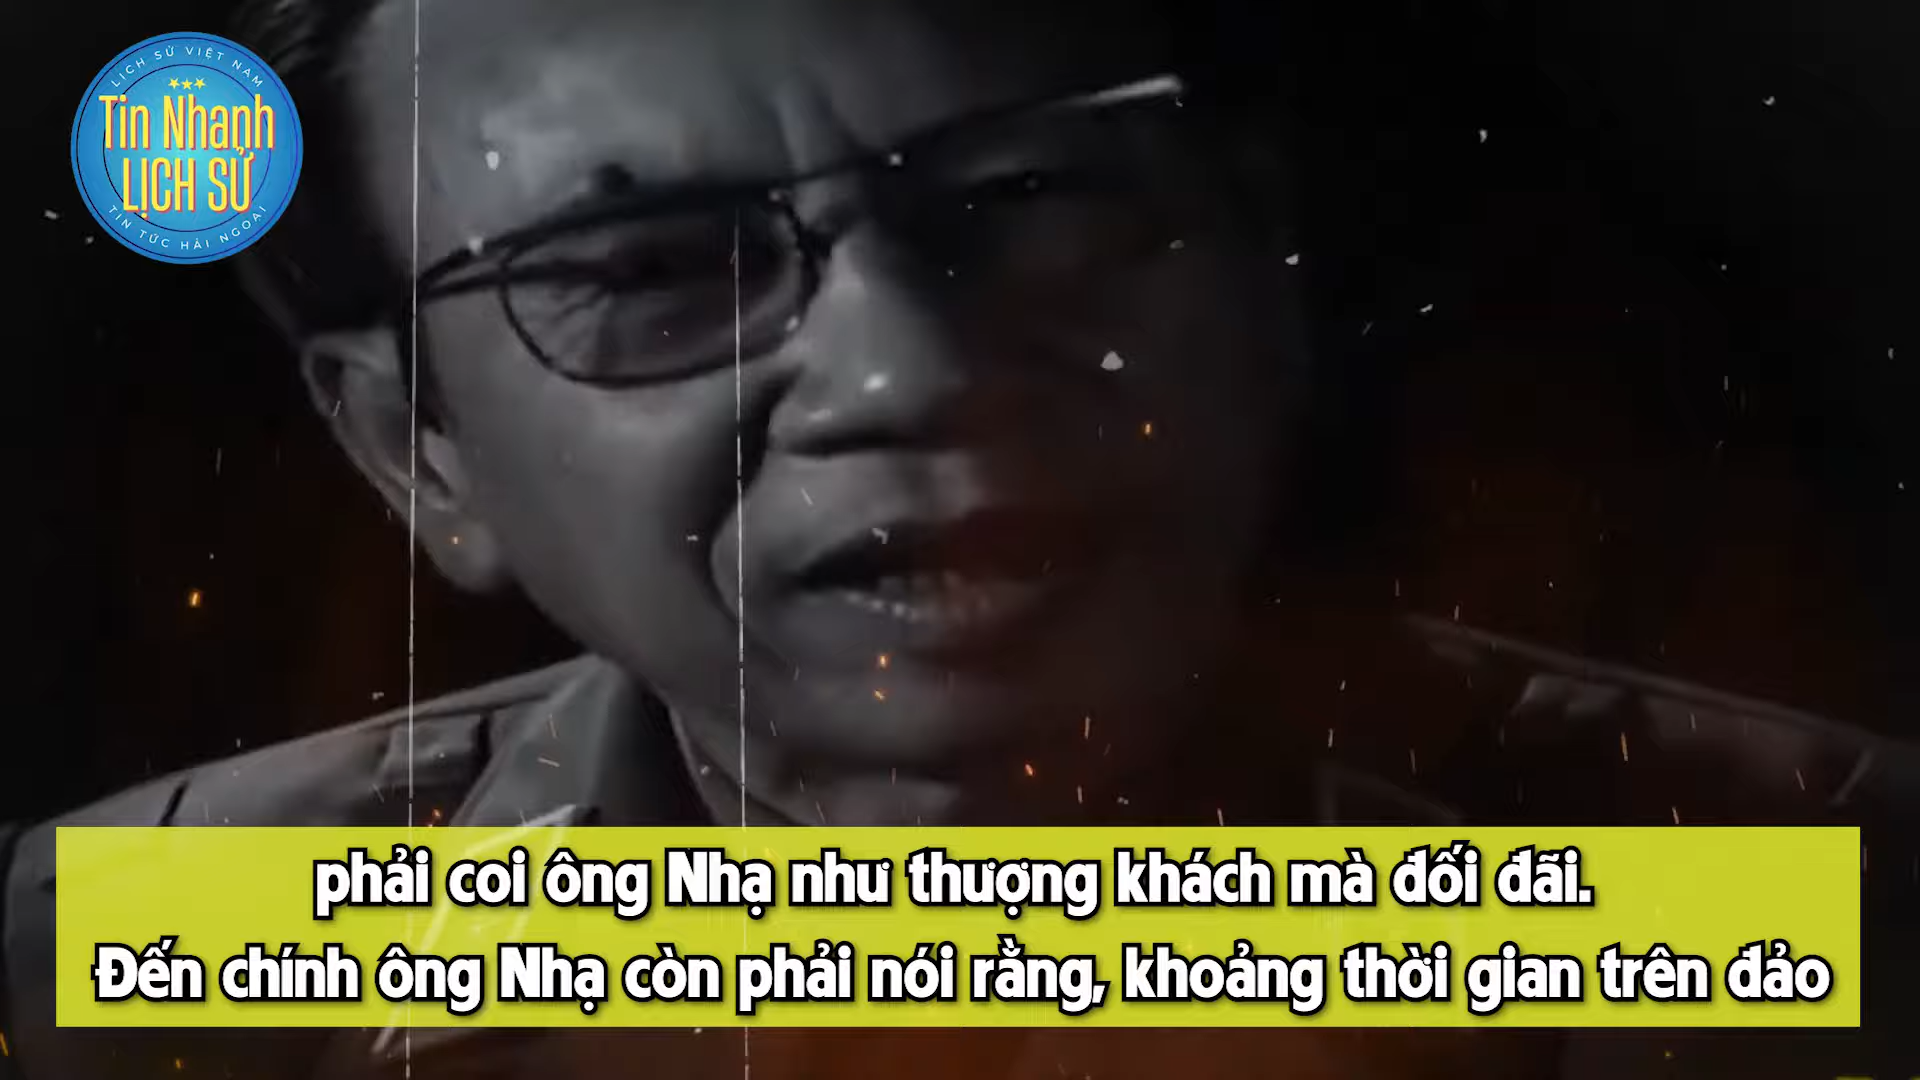 LỊCH SỬ VIỆT NAM
Tin Nhanh
LỊCH SỬ
TIN TỨC HẢI NGOẠI
phải coi ông Nhạ như thượng khách mà đối đãi.
Đến chính ông Nhạ còn phải nói rằng, khoảng thời gian trên đảo